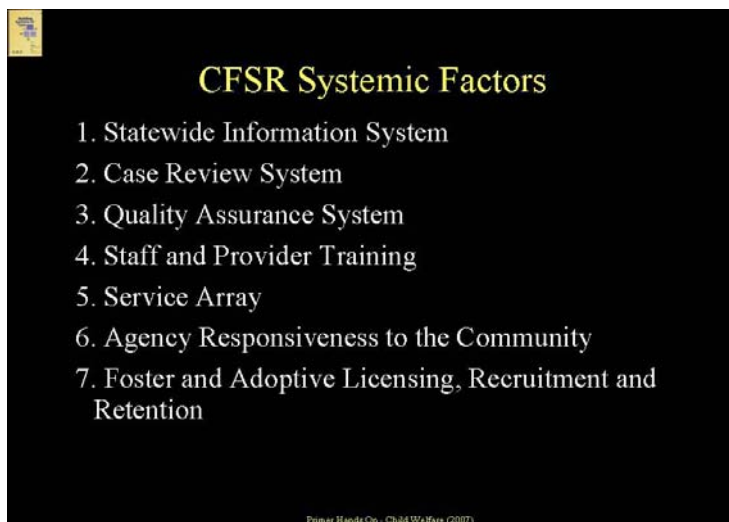 CFSR Systemic Factors
1. Statewide Information System
2. Case Review System
3. Quality Assurance System
4. Staff and Provider Training
5. Service Array
6. Agency Responsiveness to the Community
7. Foster and Adoptive Licensing, Recruitment and
Retention
Primer Hands On - Child Welfare (2007)